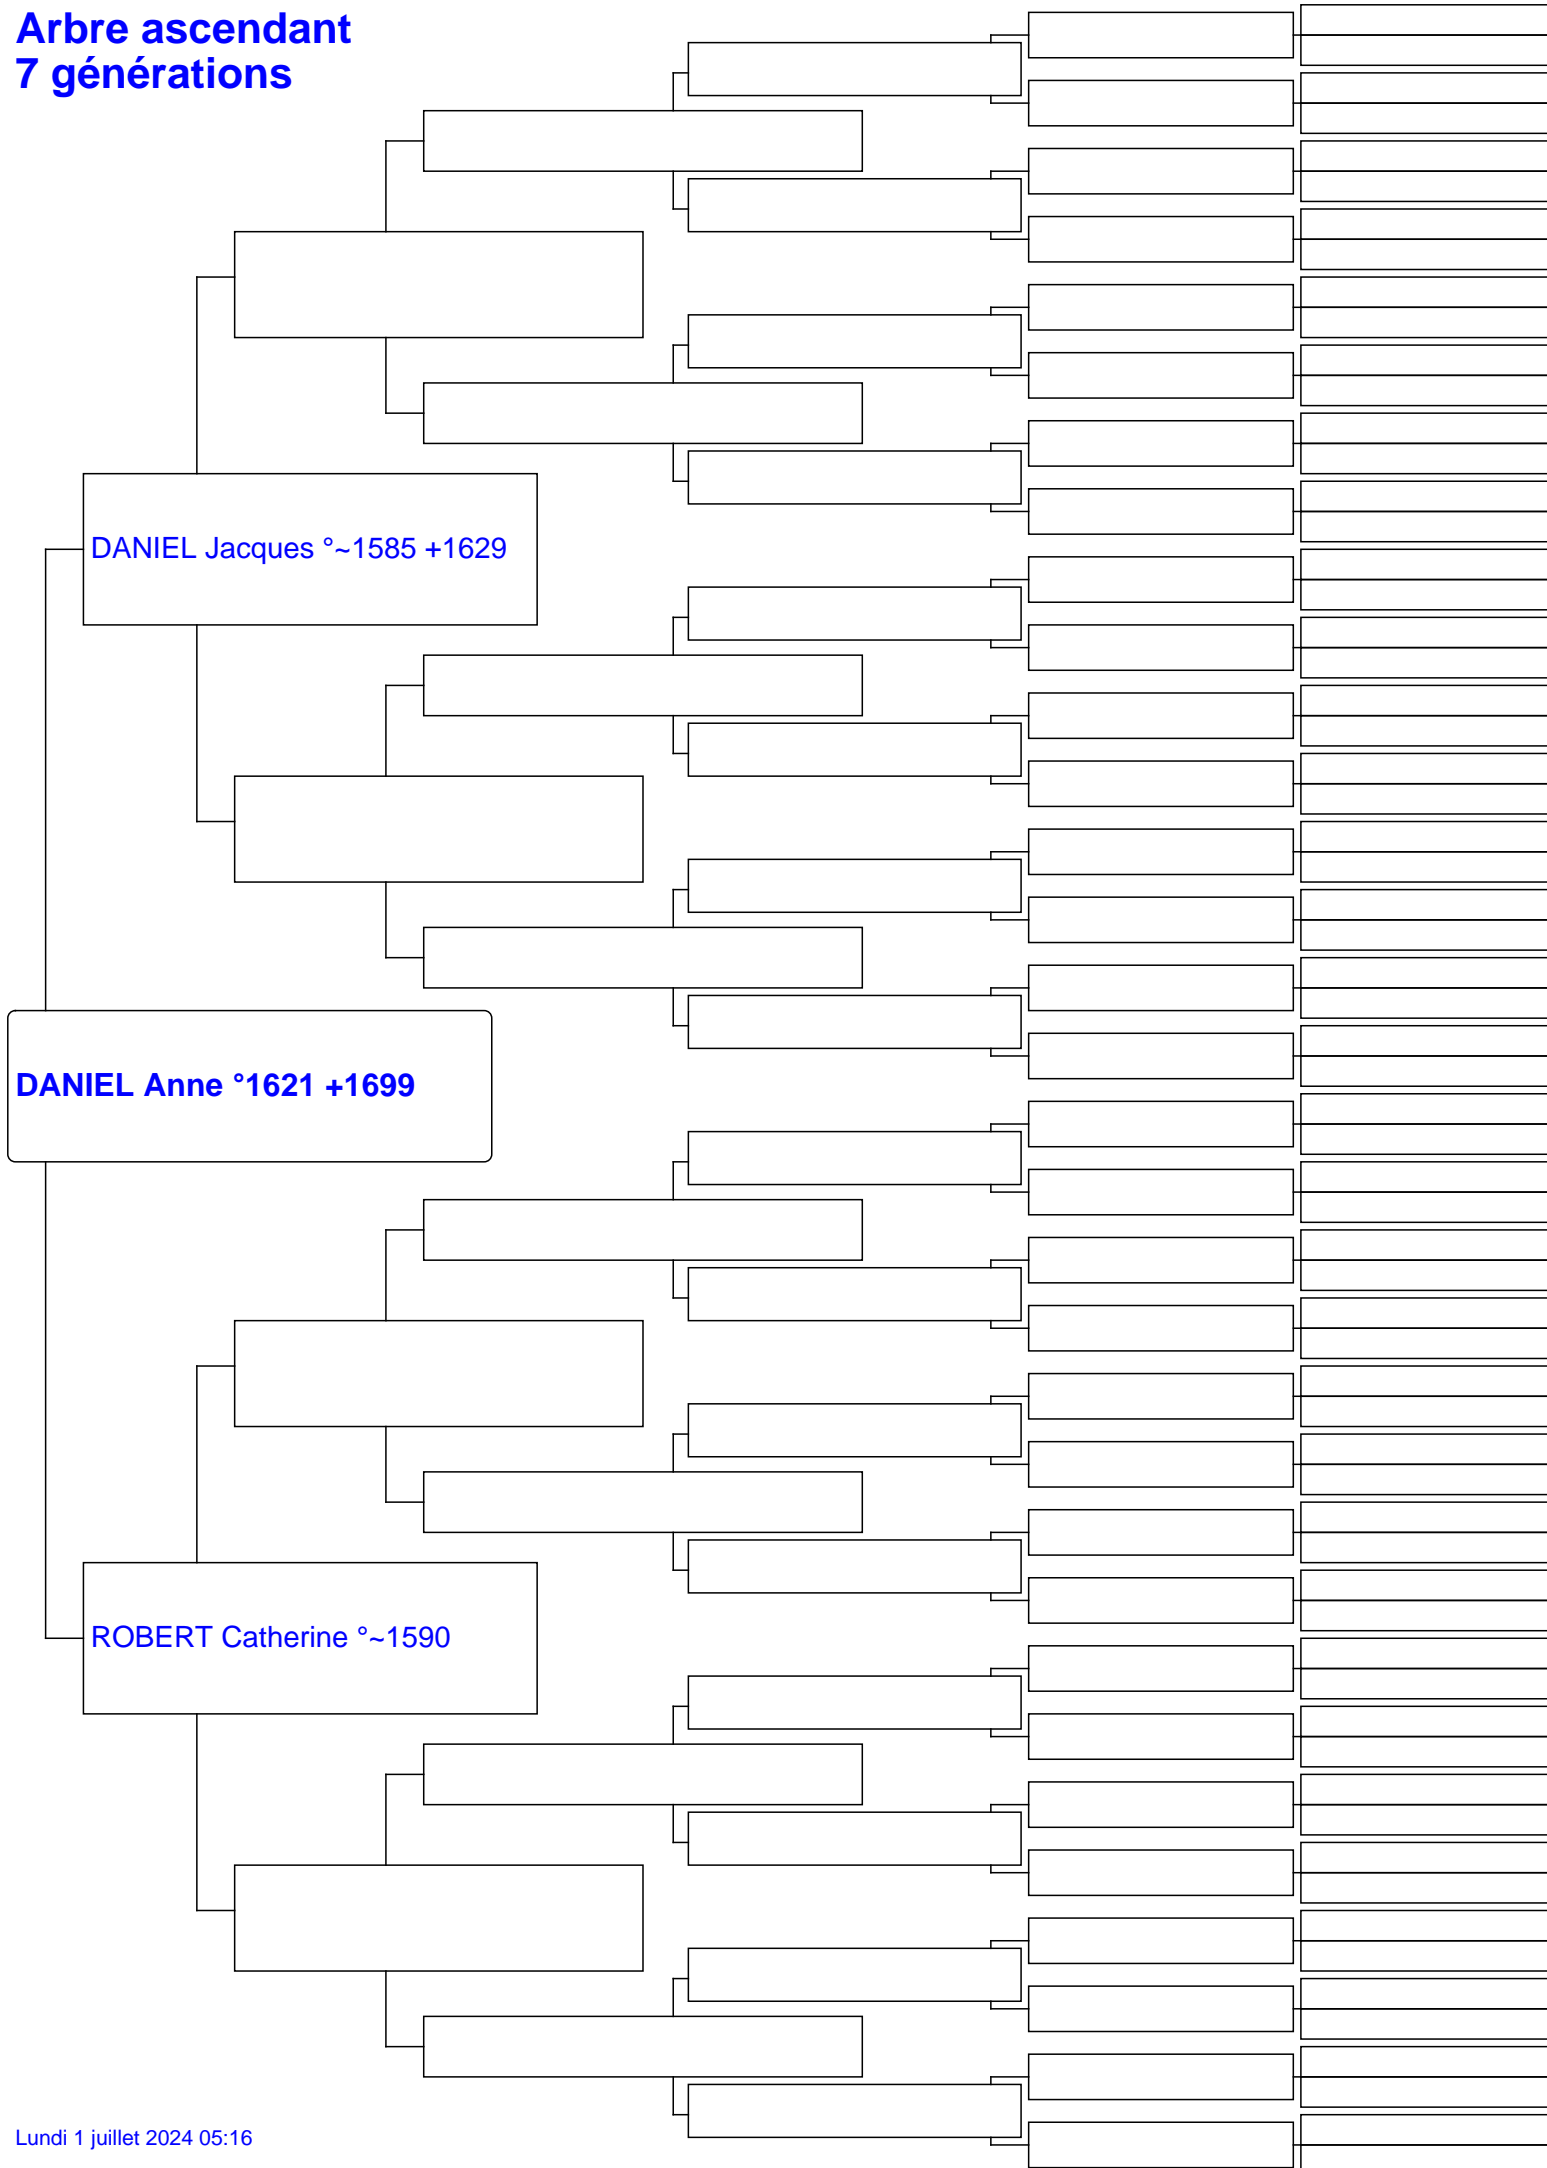 Arbre ascendant
7 générations
DANIEL Jacques °~1585 +1629
DANIEL Anne °1621 +1699
ROBERT Catherine °~1590
Lundi 1 juillet 2024 05:16